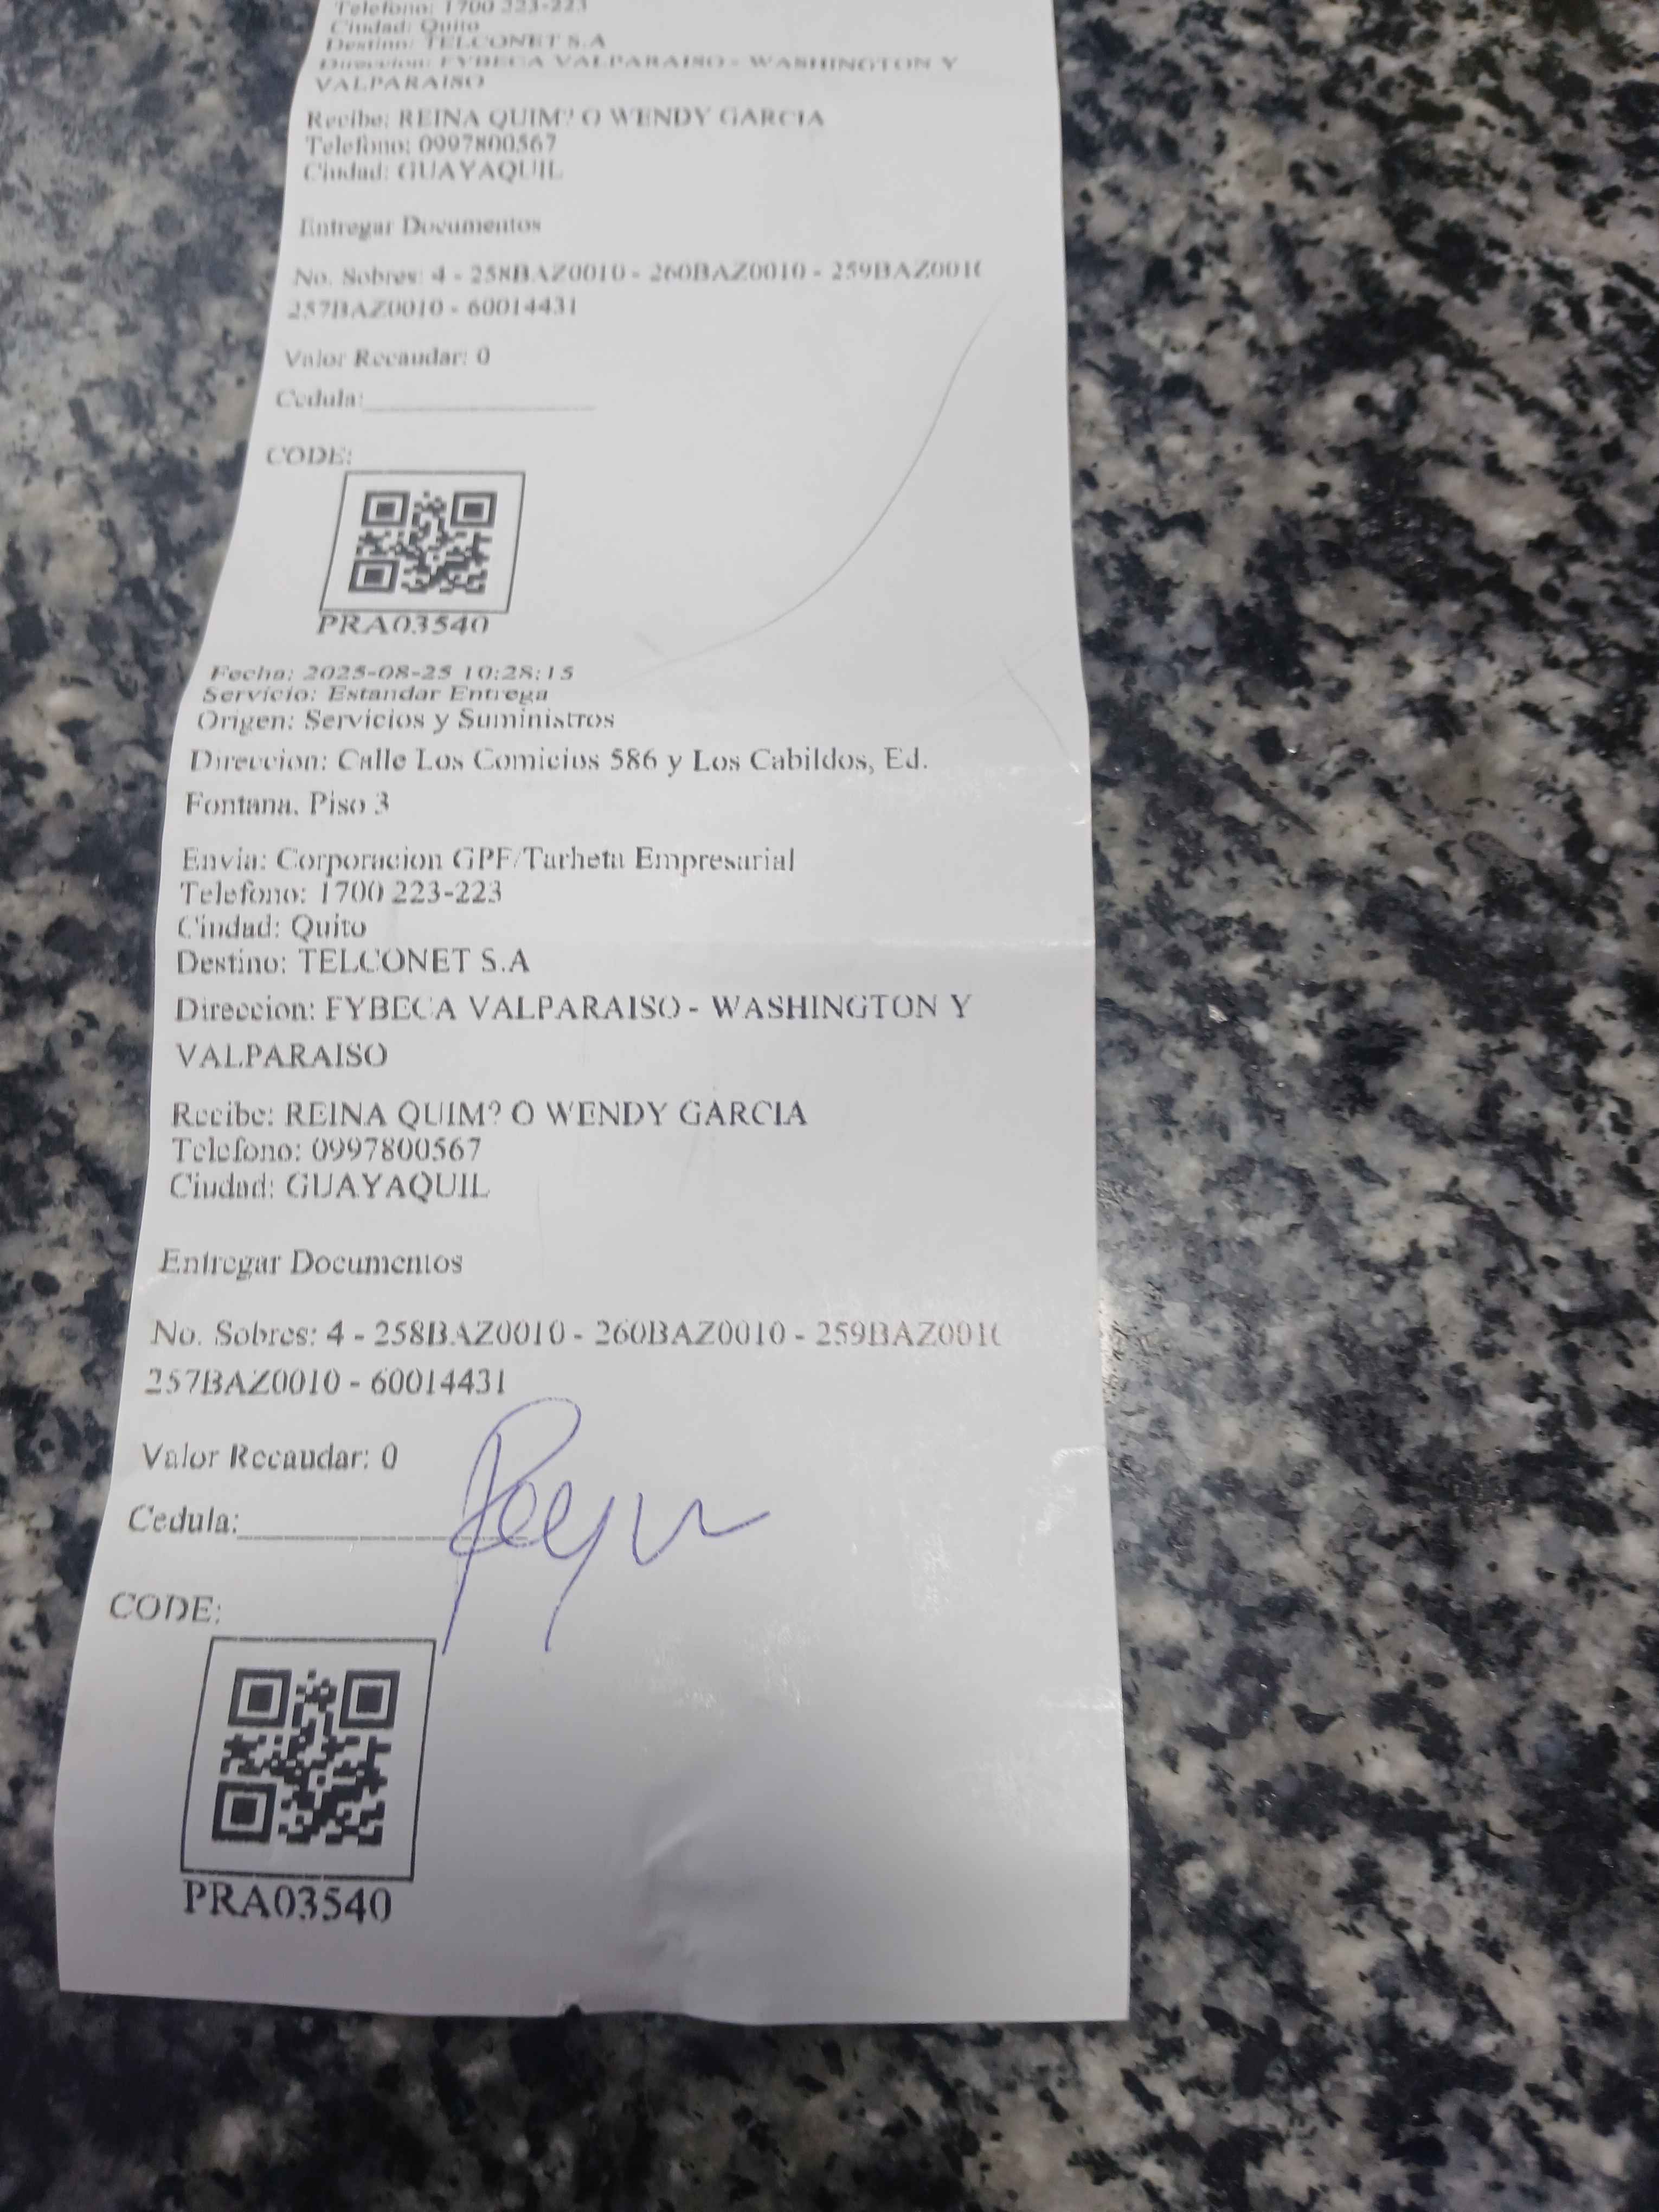 Telefono: 1700 223-223
Ciudad: Quito
Destino: TELCONET S.A
Direccion: FYBECA VALPARAISO - WASHINGTON Y
VALPARAISO
Recibe: REINA QUIM? O WENDY GARCIA
Telefono: 0997800567
Ciudad: GUAYAQUIL
Entregar Documentos
No. Sobres: 4 - 258BAZ0010 - 260BAZ0010 - 259BAZ001
257BAZ0010 - 60014431
Valor Recaudar: 0
Cedula:
CODE:
PRA03540
Fecha: 2025-08-25 10:28:15
Servicio: Estandar Entrega
Origen: Servicios y Suministros
Direccion: Calle Los Comicios 586 y Los Cabildos, Ed.
Fontana. Piso 3
Envia: Corporacion GPF/Tarheta Empresarial
Telefono: 1700 223-223
Ciudad: Quito
Destino: TELCONET S.A
Direccion: FYBECA VALPARAISO - WASHINGTON Y
VALPARAISO
Recibe: REINA QUIM? O WENDY GARCIA
Telefono: 0997800567
Ciudad: GUAYAQUIL
Entregar Documentos
No. Sobres: 4 - 258BAZ0010 - 260BAZ0010 - 259BAZ001
257BAZ0010 - 60014431
Valor Recaudar: 0
Cedula:
CODE:
PRA03540